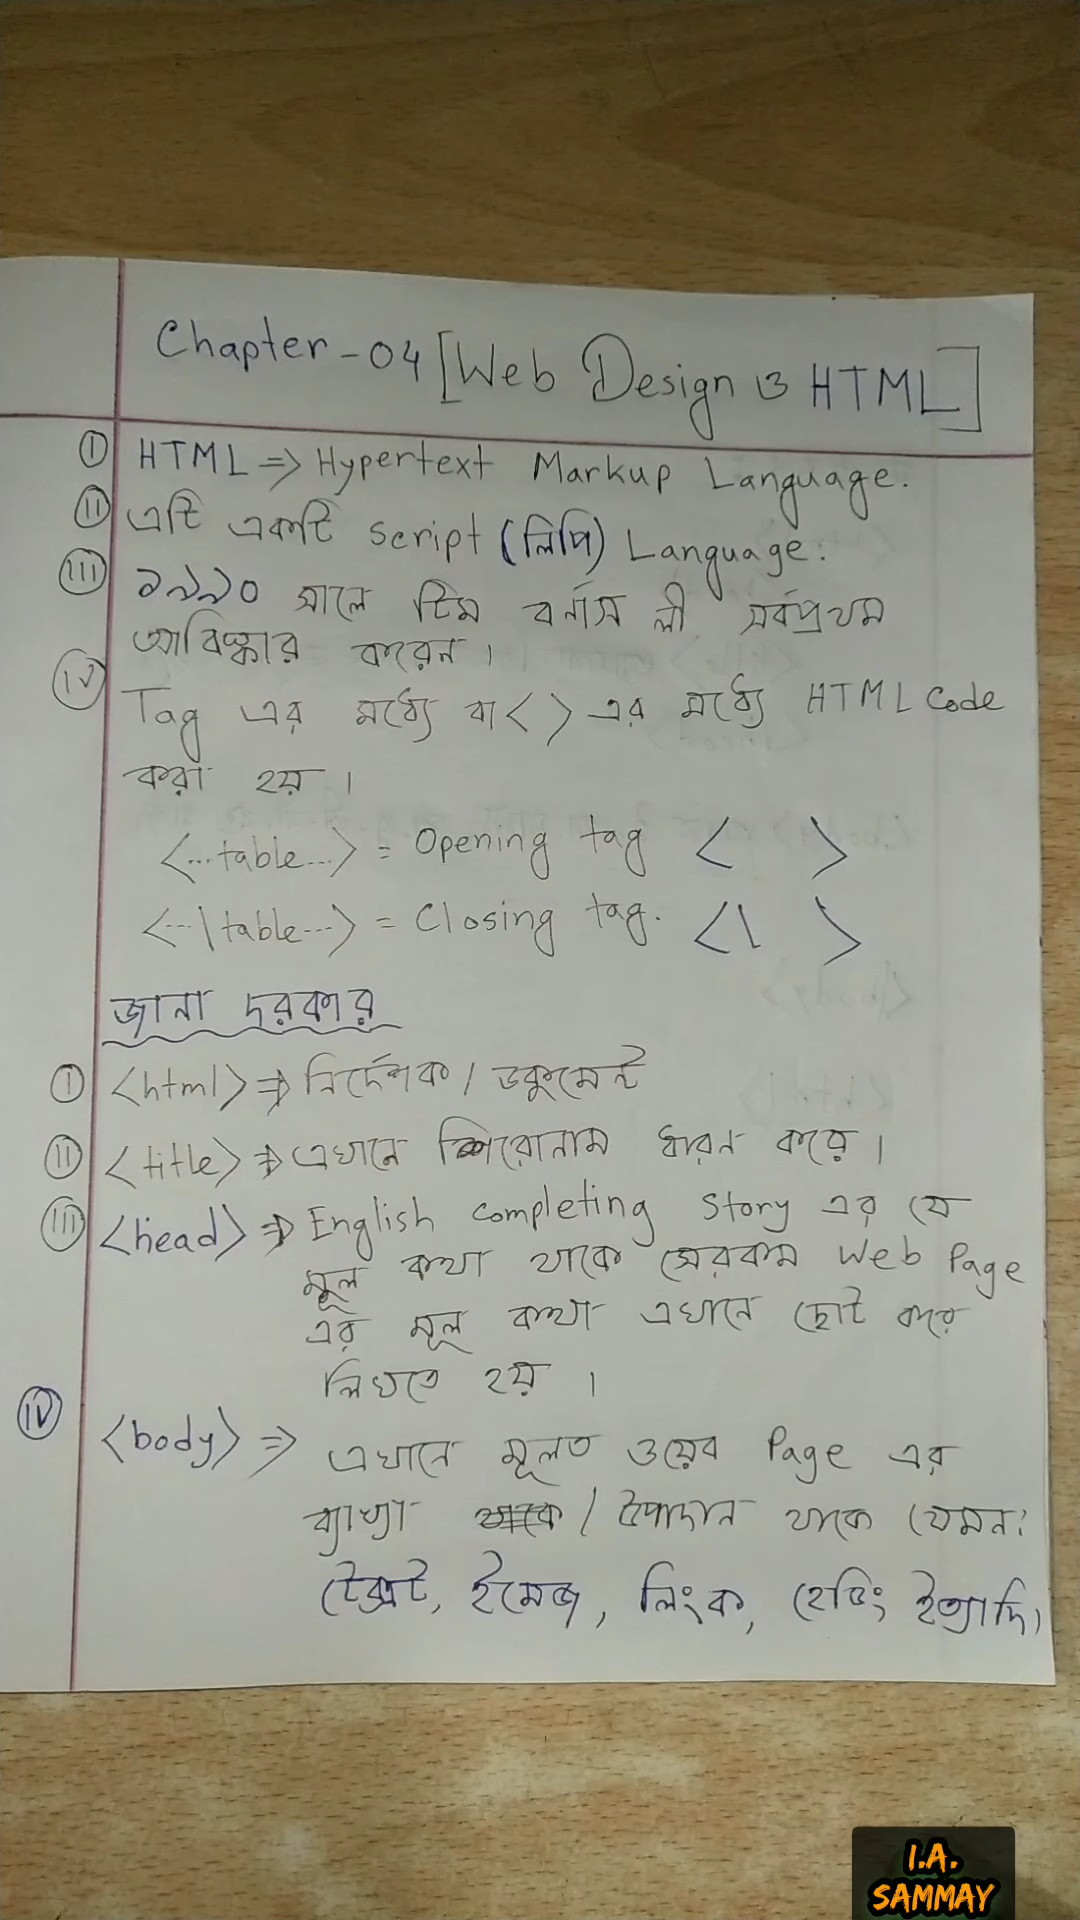 Chapter-04 [Web Design ও HTML]
(i) HTML => Hypertext Markup Language.
(ii) এটি একটি Script (লিপি) Language:
(iii) ১৯৯০ সালে টিম বর্নাস লী সর্বপ্রথম
আবিষ্কার করেন।
(iv) Tag এর মধ্যে বা < > এর মধ্যে HTML Code
করা হয়।
<...table...> = Opening tag < >
<...\table...> = Closing tag. <\ >
জানা দরকার
(i) <html> => নির্দেশক / ডকুমেন্ট
(ii) <title> => এখানে শিরোনাম ধারন করে।
(iii) <head> => English completing Story এর যে
মূল কথা থাকে সেরকম Web Page
এর মূল কথা এখানে ছোট করে
লিখতে হয়।
(iv) <body> => এখানে মূলত ওয়েব Page এর
ব্যাখ্যা / উপাদান থাকে যেমন:
টেক্সট, ইমেজ, লিংক, হেডিং ইত্যাদি।
I.A.
SAMMAY